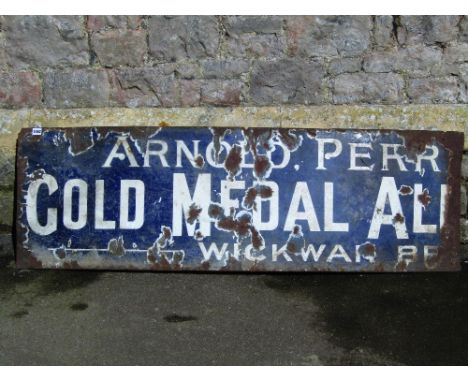 ARNOLD, PERR
GOLD MEDAL AL
WICKWAR